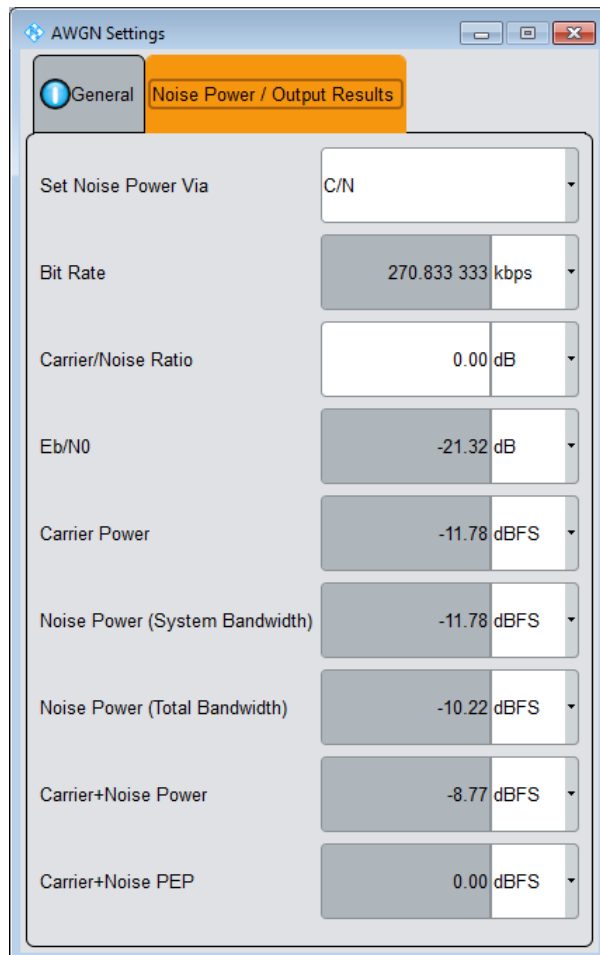 AWGN Settings
General
Noise Power / Output Results
Set Noise Power Via C/N
Bit Rate 270.833 333 kbps
Carrier/Noise Ratio 0.00 dB
Eb/N0 -21.32 dB
Carrier Power -11.78 dBFS
Noise Power (System Bandwidth) -11.78 dBFS
Noise Power (Total Bandwidth) -10.22 dBFS
Carrier+Noise Power -8.77 dBFS
Carrier+Noise PEP 0.00 dBFS